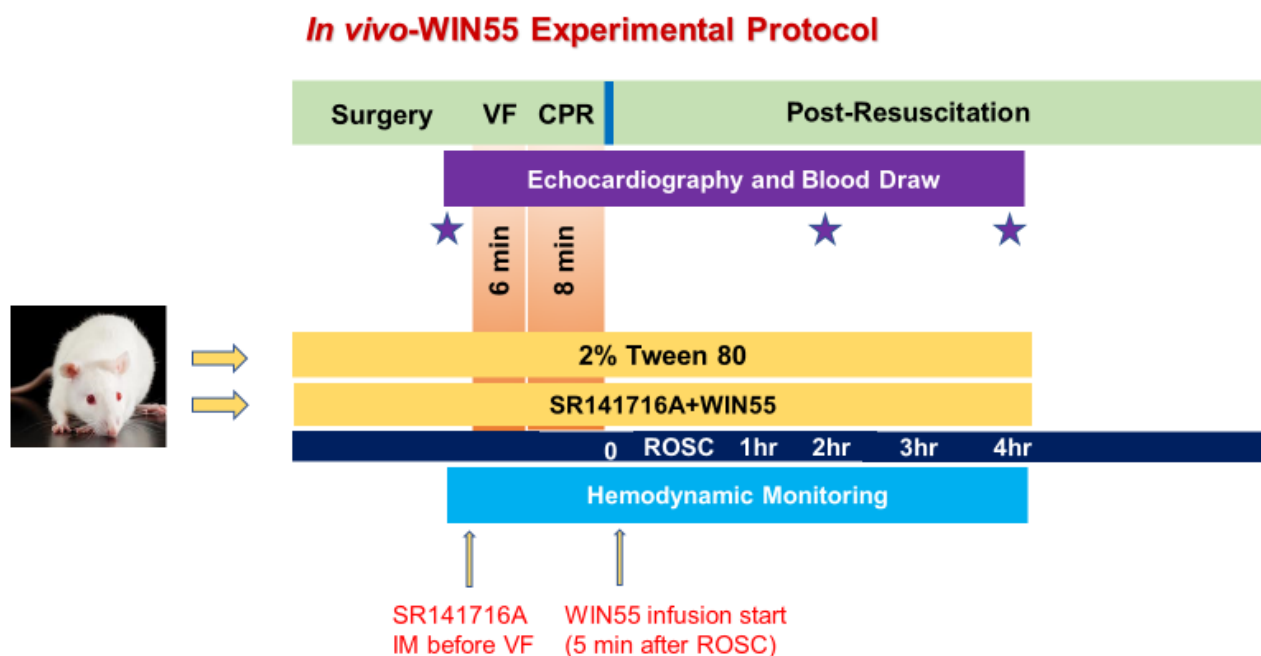 In vivo-WIN55 Experimental Protocol
Surgery VF CPR Post-Resuscitation
Echocardiography and Blood Draw
6 min
8 min
2% Tween 80
SR141716A+WIN55
0 ROSC 1hr 2hr 3hr 4hr
Hemodynamic Monitoring
SR141716A
IM before VF
WIN55 infusion start
(5 min after ROSC)